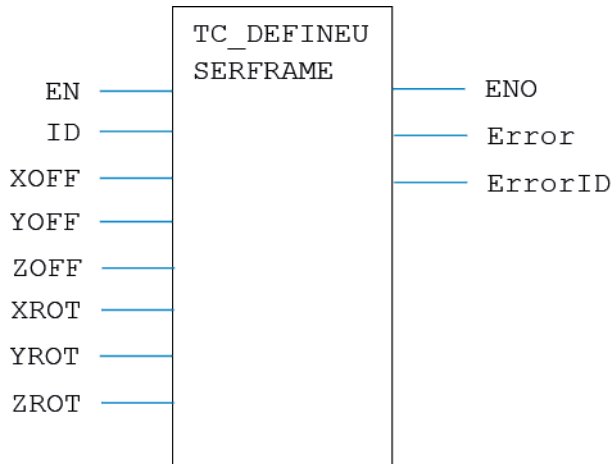 TC_DEFINEU
SERFRAME
EN
ID
XOFF
YOFF
ZOFF
XROT
YROT
ZROT
ENO
Error
ErrorID